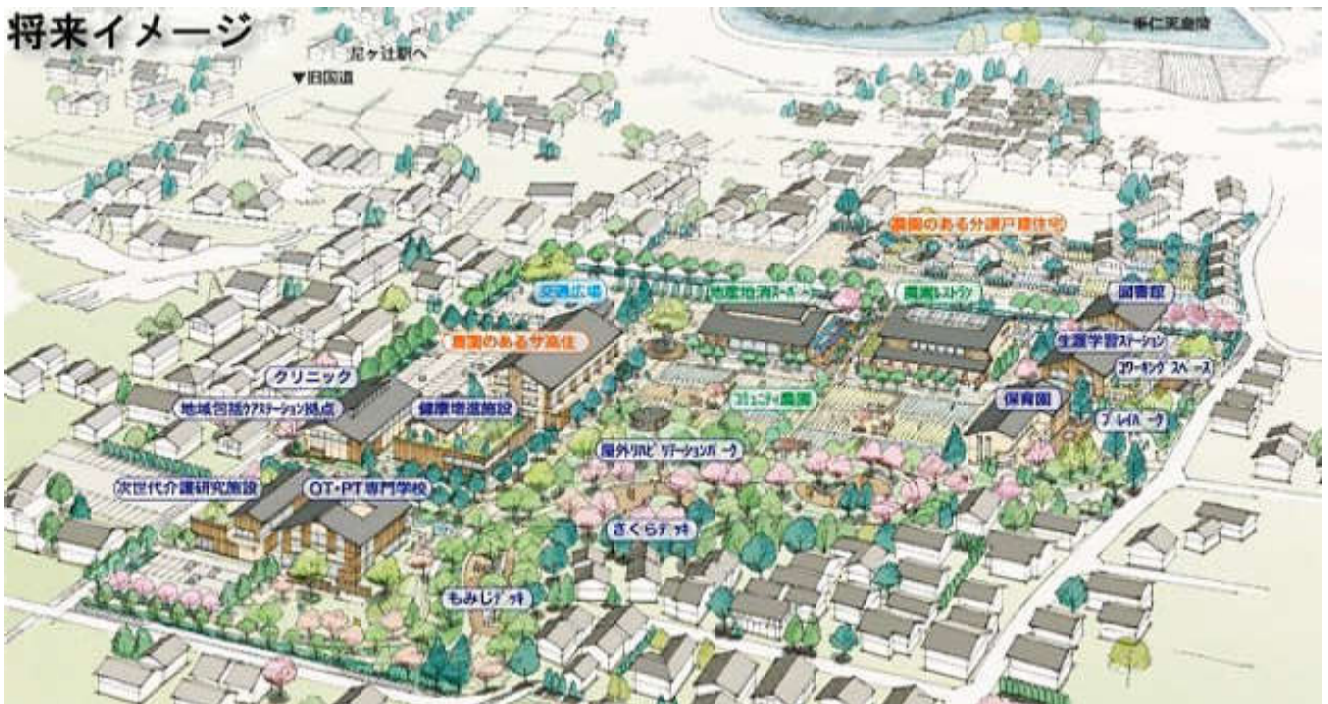 将来イメージ
尼ヶ辻駅へ
▼旧国道
垂仁天皇陵
農園のある分譲戸建住宅
交通広場
地産地消スーパー
農園レストラン
図書館
農園のあるサ高住
生涯学習ステーション
クリニック
コワーキング スペース
地域包括ケアステーション拠点
健康増進施設
コミュニティ農園
保育園
プレイパーク
屋外リハビリテーションパーク
次世代介護研究施設
OT・PT専門学校
さくらデッキ
もみじデッキ